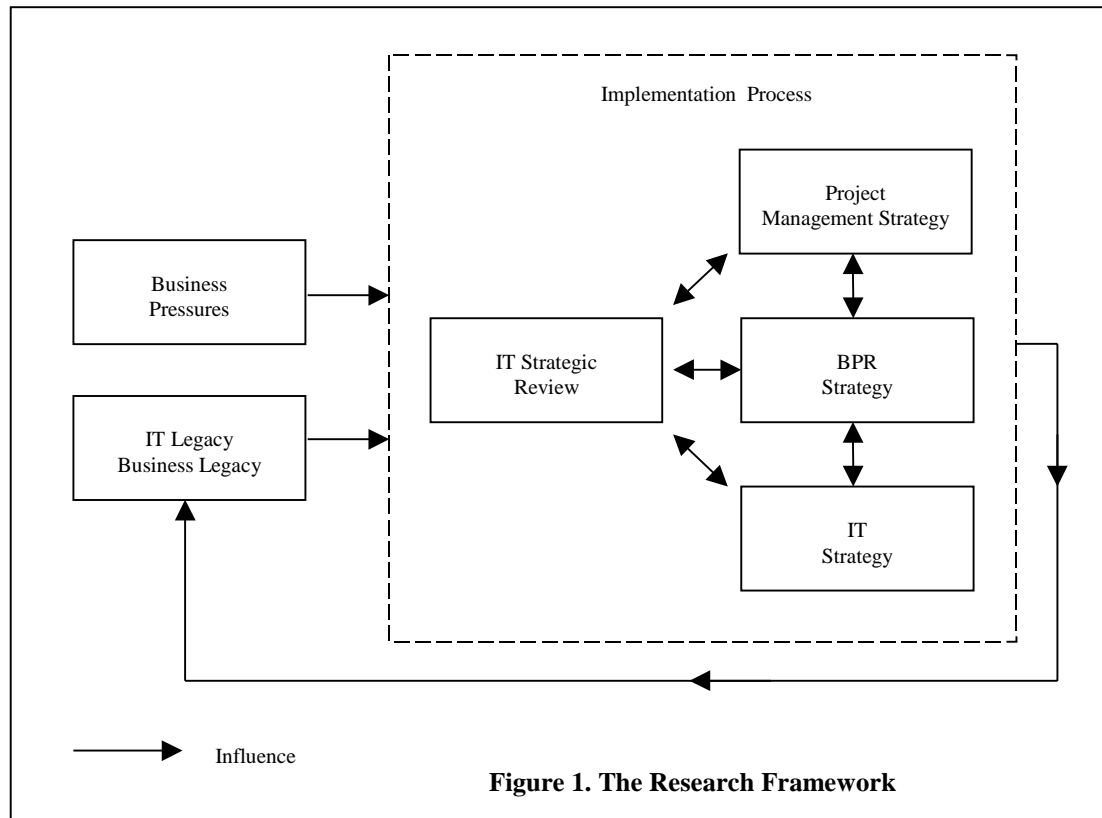 Implementation Process
Project
Management Strategy
Business
Pressures
IT Strategic
Review
BPR
Strategy
IT Legacy
Business Legacy
IT
Strategy
Influence
Figure 1. The Research Framework